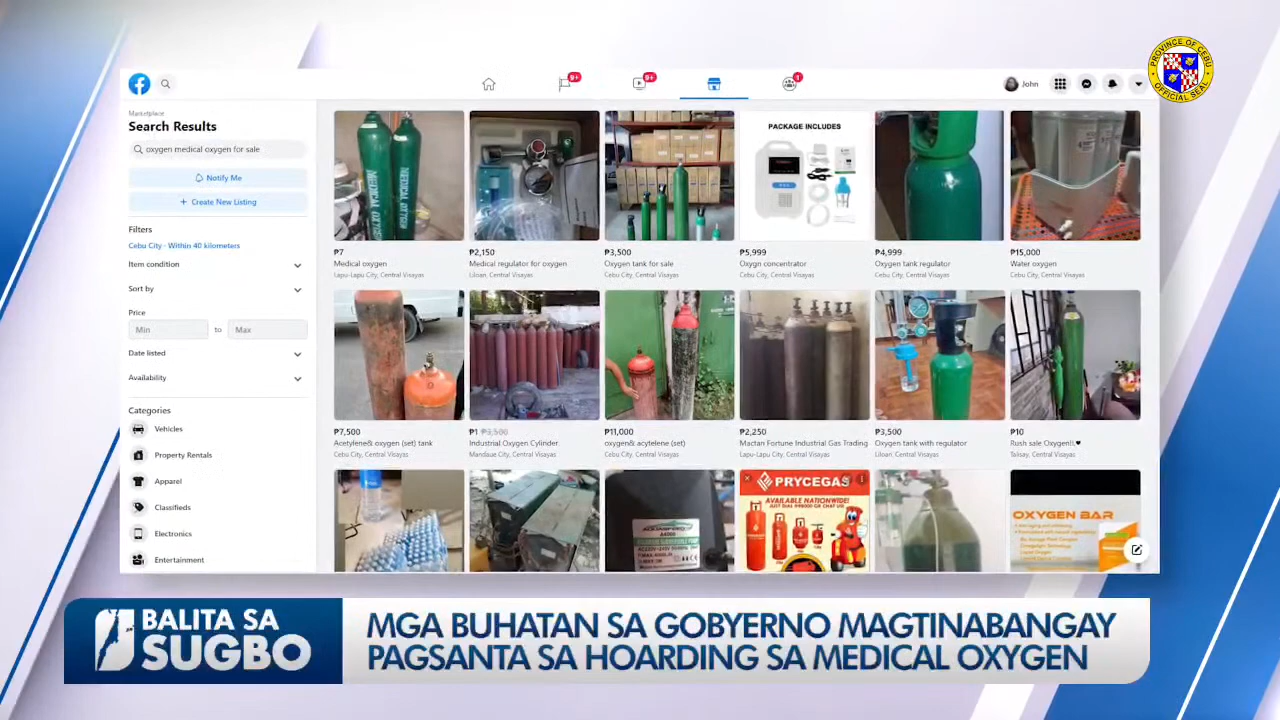 PROVINCE OF CEBU
OFFICIAL SEAL
9+
9+
1
John
Marketplace
Search Results
oxygen medical oxygen for sale
Notify Me
Create New Listing
Filters
Cebu City · Within 40 kilometers
Item condition
Sort by
Price
Min
to
Max
Date listed
Availability
Categories
Vehicles
Property Rentals
Apparel
Classifieds
Electronics
Entertainment
MEDICAL OXYGEN
MEDICAL OXYGEN
₱7
Medical oxygen
Lapu-Lapu City, Central Visayas
₱2,150
Medical regulator for oxygen
Liloan, Central Visayas
₱3,500
Oxygen tank for sale
Cebu City, Central Visayas
PACKAGE INCLUDES
₱5,999
Oxygn concentrator
Cebu City, Central Visayas
₱4,999
Oxygen tank regulator
Cebu City, Central Visayas
₱15,000
Water oxygen
Cebu City, Central Visayas
₱7,500
Acetylene& oxygen (set) tank
Cebu City, Central Visayas
₱1 ₱3,500
Industrial Oxygen Cylinder
Mandaue City, Central Visayas
₱11,000
oxygen& acytelene (set)
Cebu City, Central Visayas
₱2,250
Mactan Fortune Industrial Gas Trading
Lapu-Lapu City, Central Visayas
₱3,500
Oxygen tank with regulator
Liloan, Central Visayas
₱10
Rush sale Oxygen!!.♥
Talisay, Central Visayas
PRYCEGAS
AVAILABLE NATIONWIDE!
OXYGEN BAR
BALITA SA
SUGBO
MGA BUHATAN SA GOBYERNO MAGTINABANGAY
PAGSANTA SA HOARDING SA MEDICAL OXYGEN